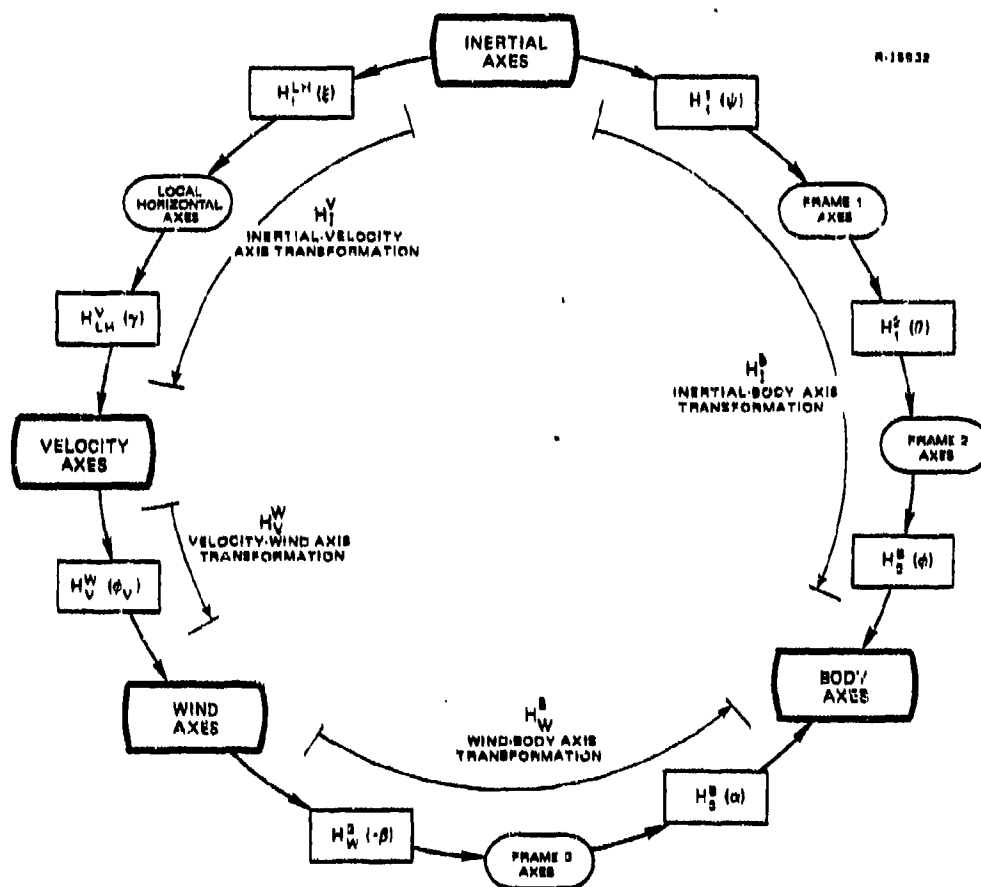 INERTIAL
AXES
R-15932
H_I^LH (ξ)
H_I^1 (ψ)
LOCAL
HORIZONTAL
AXES
FRAME 1
AXES
H_I^V
INERTIAL-VELOCITY
AXIS TRANSFORMATION
H_LH^V (γ)
H_1^2 (θ)
H_I^B
INERTIAL-BODY AXIS
TRANSFORMATION
VELOCITY
AXES
FRAME 2
AXES
H_V^W
VELOCITY-WIND AXIS
TRANSFORMATION
H_V^W (ϕ_V)
H_2^B (ϕ)
WIND
AXES
BODY
AXES
H_W^B
WIND-BODY AXIS
TRANSFORMATION
H_3^B (α)
H_W^3 (-β)
FRAME 3
AXES